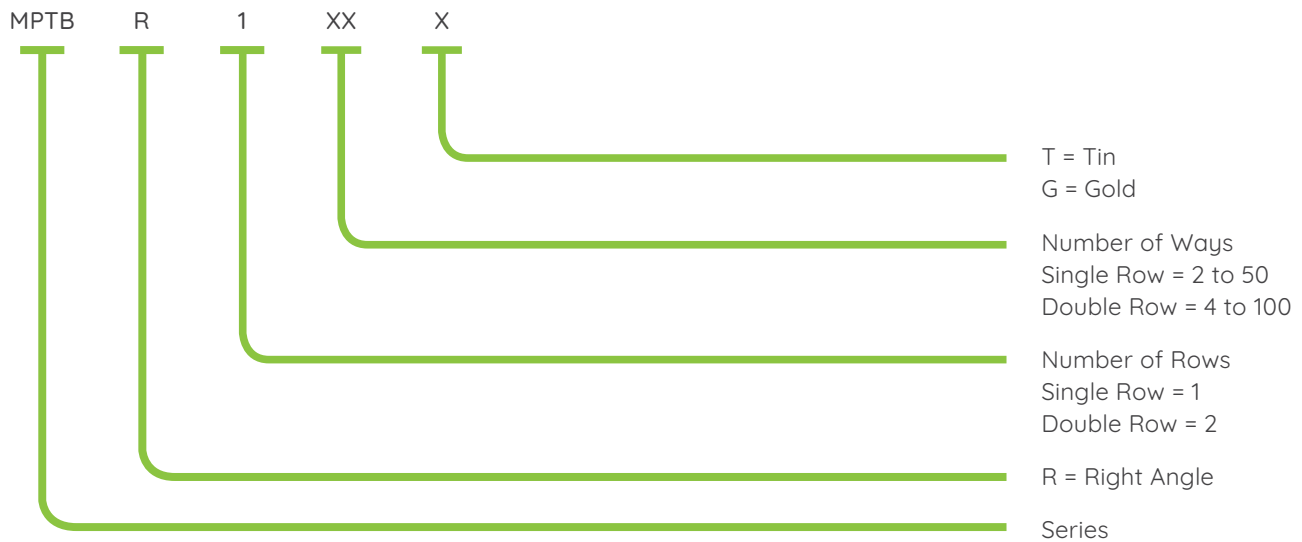 MPTB R 1 XX X
T = Tin
G = Gold
Number of Ways
Single Row = 2 to 50
Double Row = 4 to 100
Number of Rows
Single Row = 1
Double Row = 2
R = Right Angle
Series